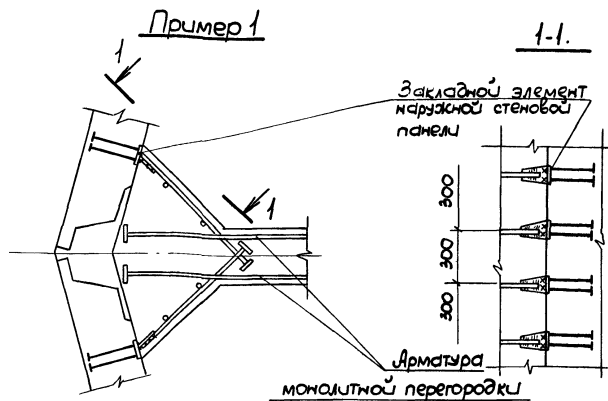 Пример 1
1-1.
1
Закладной элемент
наружной стеновой
панели
1
300
300
300
Арматура
монолитной перегородки